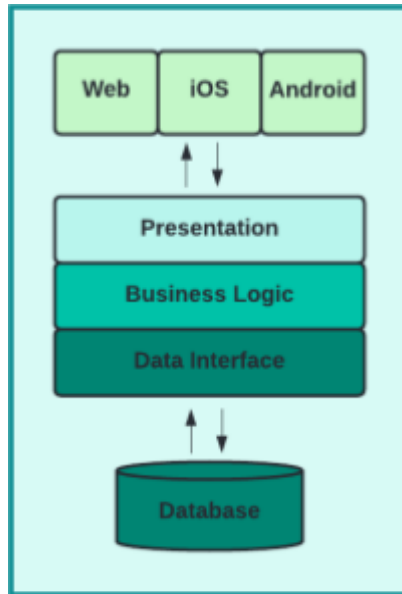 Web iOS Android
Presentation
Business Logic
Data Interface
Database